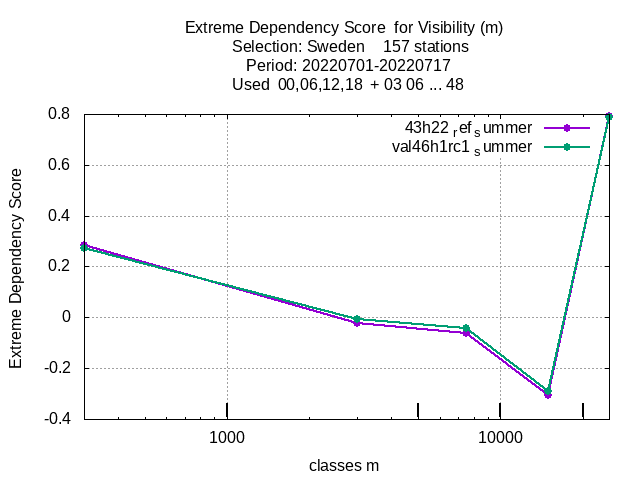 Extreme Dependency Score for Visibility (m)
Selection: Sweden 157 stations
Period: 20220701-20220717
Used 00,06,12,18 + 03 06 ... 48
43h22 ref summer
val46h1rc1 summer
Extreme Dependency Score
0.8
0.6
0.4
0.2
0
-0.2
-0.4
1000
10000
classes m